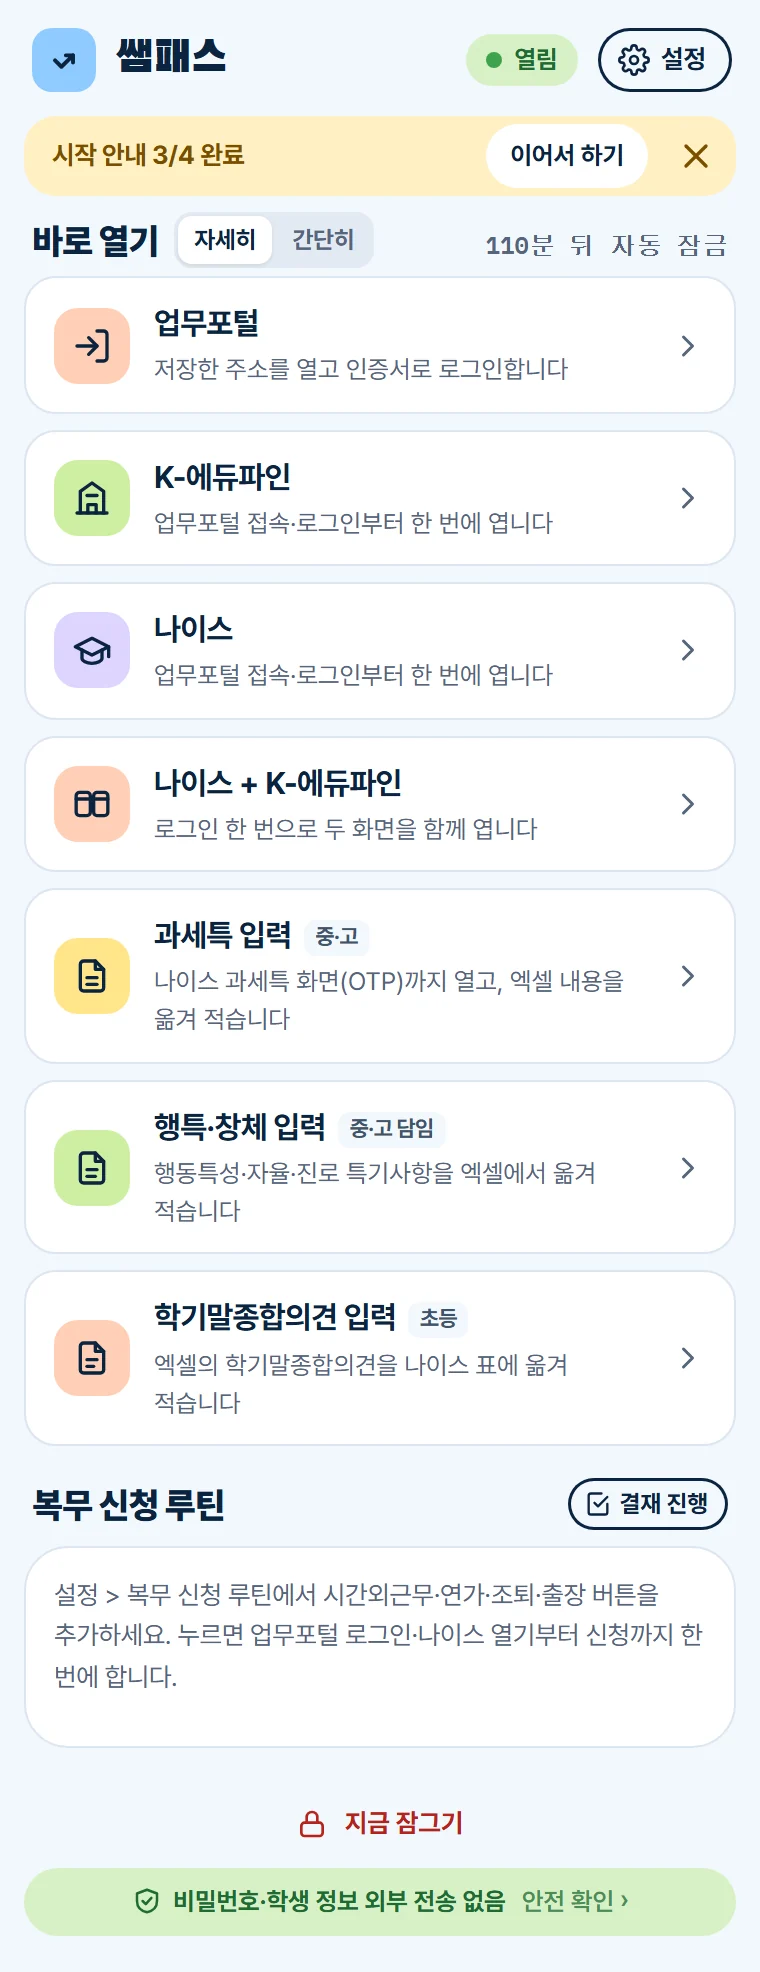 쌤패스
열림
설정
시작 안내 3/4 완료
이어서 하기
바로 열기
자세히
간단히
110분 뒤 자동 잠금
업무포털
저장한 주소를 열고 인증서로 로그인합니다
K-에듀파인
업무포털 접속·로그인부터 한 번에 엽니다
나이스
업무포털 접속·로그인부터 한 번에 엽니다
나이스 + K-에듀파인
로그인 한 번으로 두 화면을 함께 엽니다
과세특 입력 중·고
나이스 과세특 화면(OTP)까지 열고, 엑셀 내용을
옮겨 적습니다
행특·창체 입력 중·고 담임
행동특성·자율·진로 특기사항을 엑셀에서 옮겨
적습니다
학기말종합의견 입력 초등
엑셀의 학기말종합의견을 나이스 표에 옮겨
적습니다
복무 신청 루틴
결재 진행
설정 > 복무 신청 루틴에서 시간외근무·연가·조퇴·출장 버튼을
추가하세요. 누르면 업무포털 로그인·나이스 열기부터 신청까지 한
번에 합니다.
지금 잠그기
비밀번호·학생 정보 외부 전송 없음 안전 확인 ›